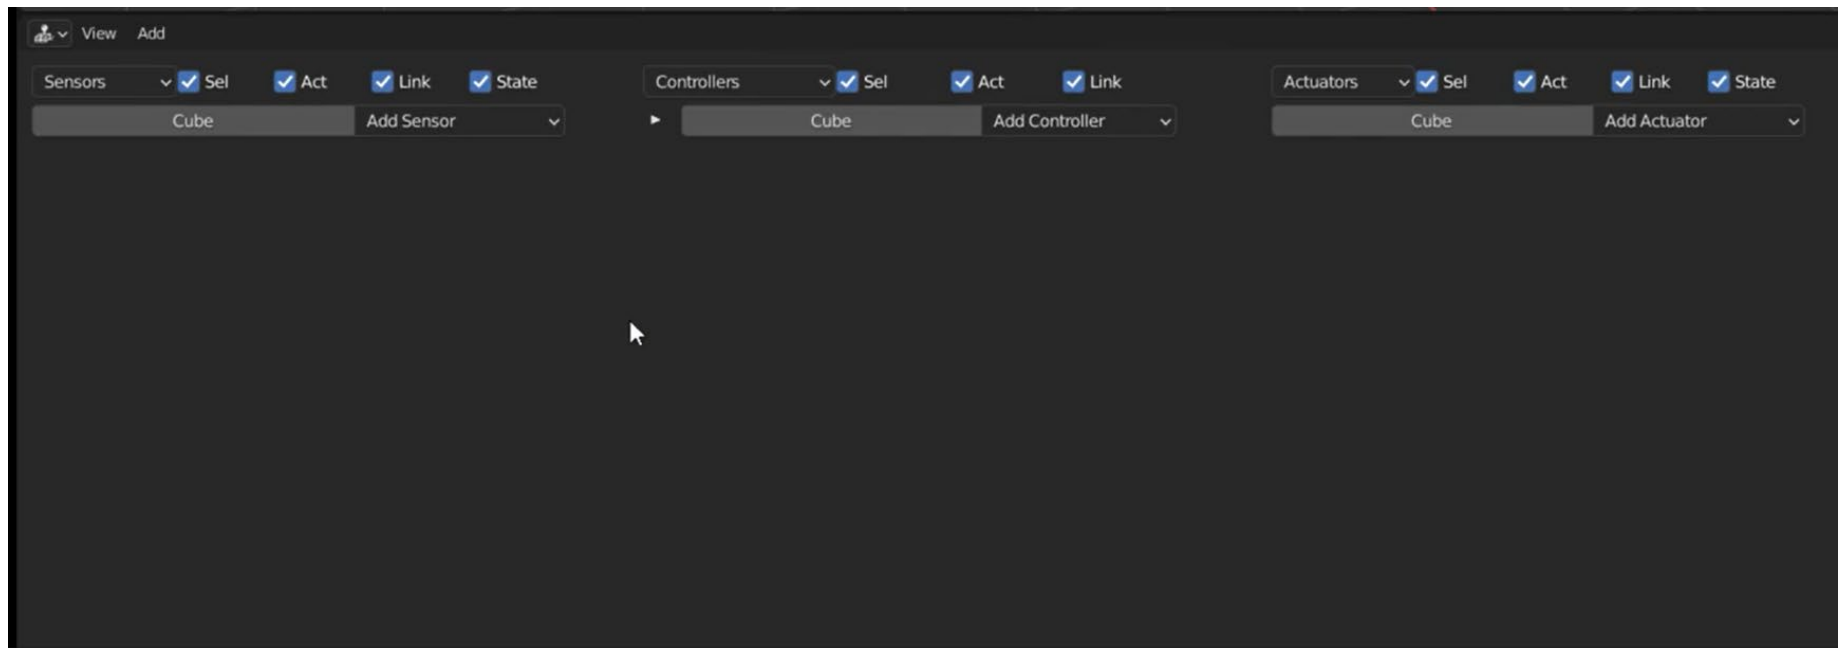 View Add
Sensors Sel Act Link State Controllers Sel Act Link Actuators Sel Act Link State
Cube Add Sensor Cube Add Controller Cube Add Actuator